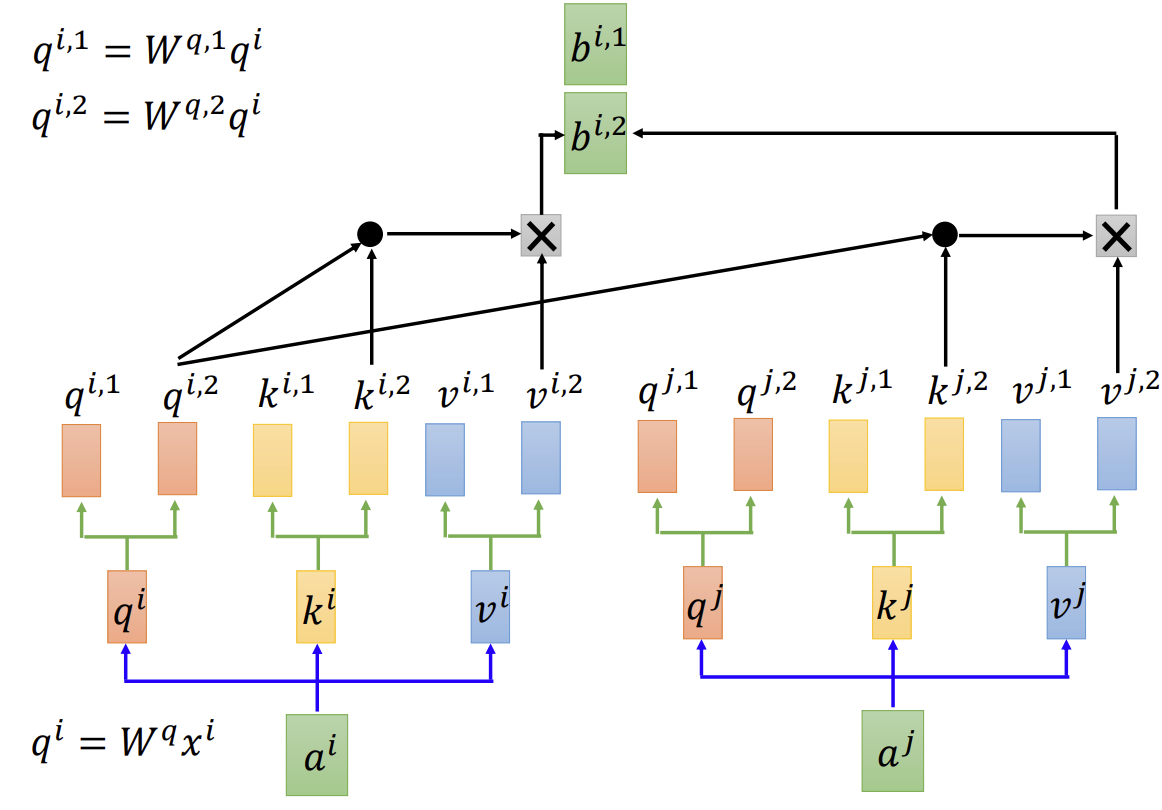 q^{i,1} = W^{q,1}q^i
q^{i,2} = W^{q,2}q^i
b^{i,1}
b^{i,2}
q^{i,1} q^{i,2} k^{i,1} k^{i,2} v^{i,1} v^{i,2} q^{j,1} q^{j,2} k^{j,1} k^{j,2} v^{j,1} v^{j,2}
q^i k^i v^i q^j k^j v^j
q^i = W^q x^i
a^i a^j